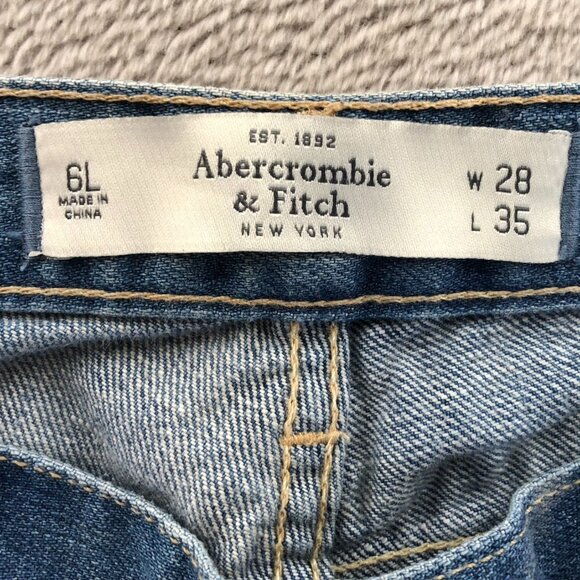 6L
MADE IN
CHINA
EST. 1892
Abercrombie
& Fitch
NEW YORK
W 28
L 35